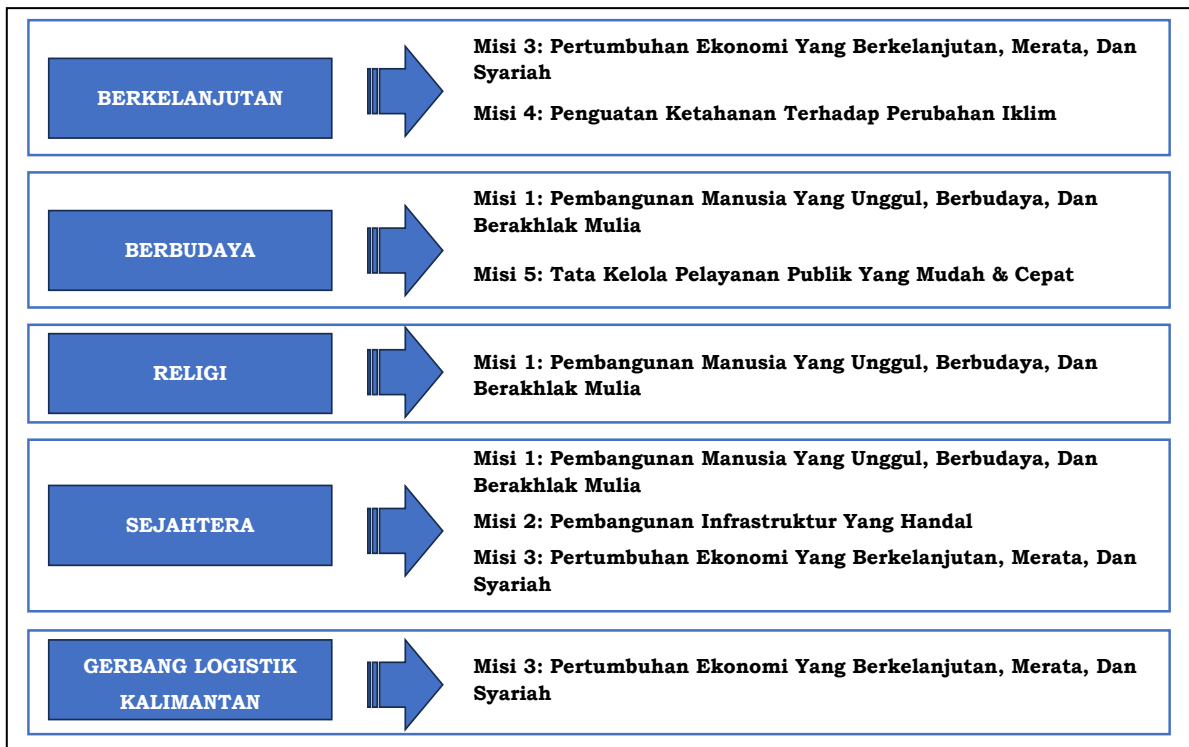 BERKELANJUTAN
Misi 3: Pertumbuhan Ekonomi Yang Berkelanjutan, Merata, Dan
Syariah
Misi 4: Penguatan Ketahanan Terhadap Perubahan Iklim
BERBUDAYA
Misi 1: Pembangunan Manusia Yang Unggul, Berbudaya, Dan
Berakhlak Mulia
Misi 5: Tata Kelola Pelayanan Publik Yang Mudah & Cepat
RELIGI
Misi 1: Pembangunan Manusia Yang Unggul, Berbudaya, Dan
Berakhlak Mulia
SEJAHTERA
Misi 1: Pembangunan Manusia Yang Unggul, Berbudaya, Dan
Berakhlak Mulia
Misi 2: Pembangunan Infrastruktur Yang Handal
Misi 3: Pertumbuhan Ekonomi Yang Berkelanjutan, Merata, Dan
Syariah
GERBANG LOGISTIK
KALIMANTAN
Misi 3: Pertumbuhan Ekonomi Yang Berkelanjutan, Merata, Dan
Syariah